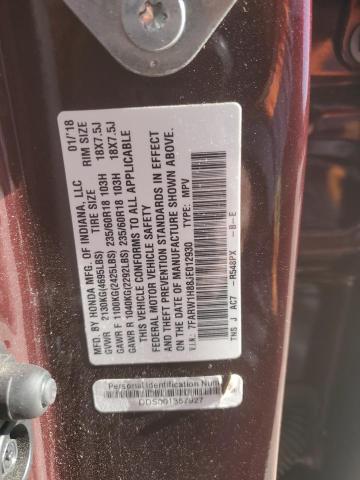 MFD. BY HONDA MFG. OF INDIANA, LLC 01/'18
TIRE SIZE RIM SIZE
GVWR 2130KG(4695LBS) 235/60R18 103H 18X7.5J
GAWR F 1100KG(2425LBS) 235/60R18 103H 18X7.5J
GAWR R 1040KG(2292LBS)
THIS VEHICLE CONFORMS TO ALL APPLICABLE
FEDERAL MOTOR VEHICLE SAFETY
AND THEFT PREVENTION STANDARDS IN EFFECT
ON THE DATE OF MANUFACTURE SHOWN ABOVE.
V.I.N.: 7FARW1H88JE012930 TYPE: MPV
TNS J AC7 -R548PX -B-E
Personal Identification Num
DDS001357927